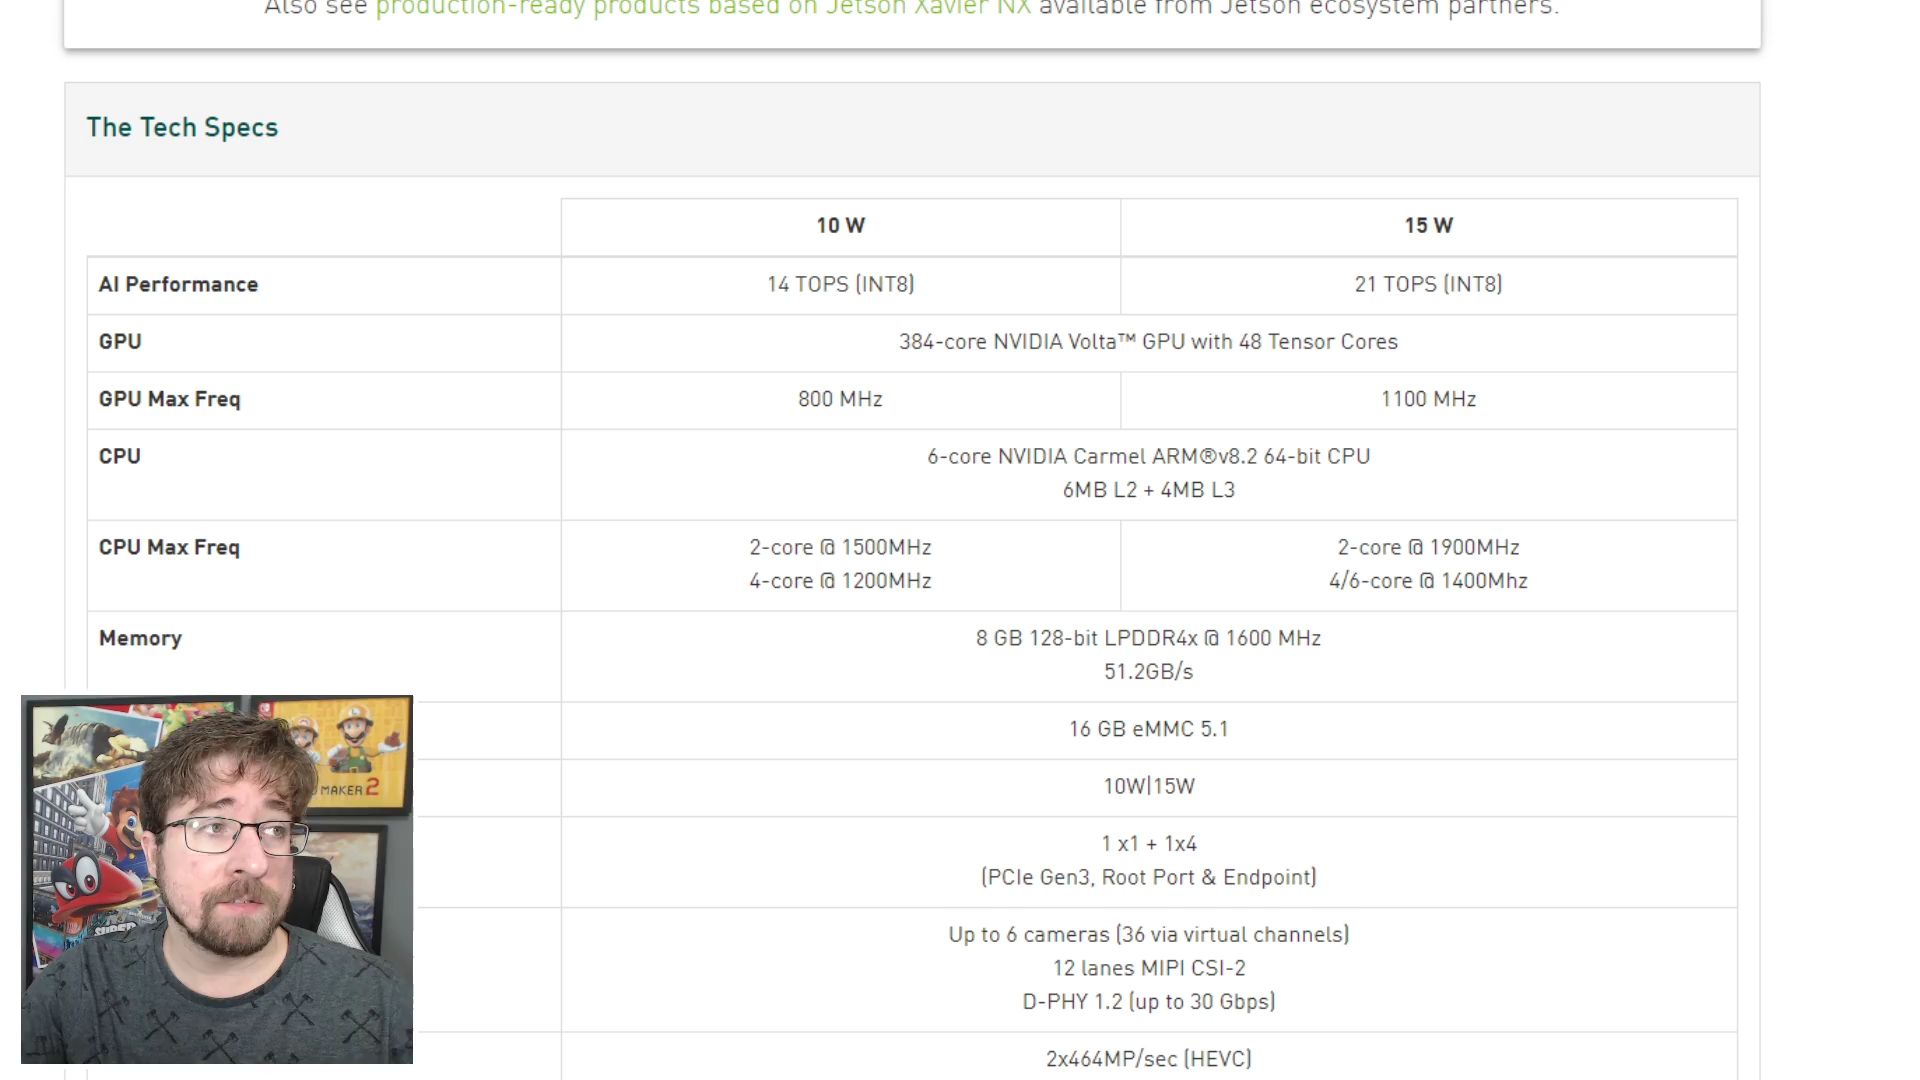 Also see production-ready products based on Jetson Xavier NX available from Jetson ecosystem partners.
The Tech Specs
10 W 15 W
AI Performance 14 TOPS (INT8) 21 TOPS (INT8)
GPU 384-core NVIDIA Volta™ GPU with 48 Tensor Cores
GPU Max Freq 800 MHz 1100 MHz
CPU 6-core NVIDIA Carmel ARM®v8.2 64-bit CPU
6MB L2 + 4MB L3
CPU Max Freq 2-core @ 1500MHz 2-core @ 1900MHz
4-core @ 1200MHz 4/6-core @ 1400Mhz
Memory 8 GB 128-bit LPDDR4x @ 1600 MHz
51.2GB/s
16 GB eMMC 5.1
10W|15W
1 x1 + 1x4
(PCIe Gen3, Root Port & Endpoint)
Up to 6 cameras (36 via virtual channels)
12 lanes MIPI CSI-2
D-PHY 1.2 (up to 30 Gbps)
2x464MP/sec (HEVC)
MAKER 2
SUPER